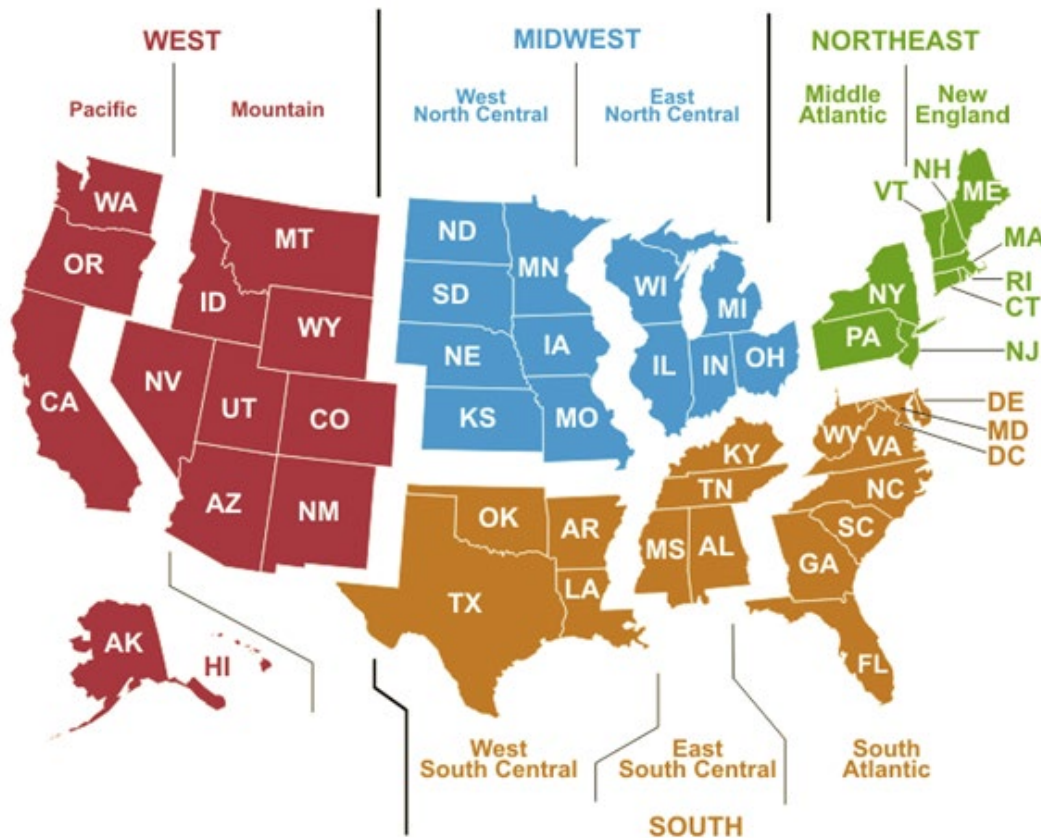 WEST
MIDWEST
NORTHEAST
Pacific
Mountain
West
North Central
East
North Central
Middle
Atlantic
New
England
WA
OR
CA
MT
ID
WY
NV
UT
CO
AZ
NM
AK
HI
ND
SD
NE
KS
MN
IA
MO
WI
MI
IL
IN
OH
NH
VT
ME
MA
RI
CT
NY
PA
NJ
DE
MD
DC
WV
VA
KY
TN
NC
SC
GA
FL
OK
AR
TX
LA
MS
AL
West
South Central
East
South Central
South
Atlantic
SOUTH